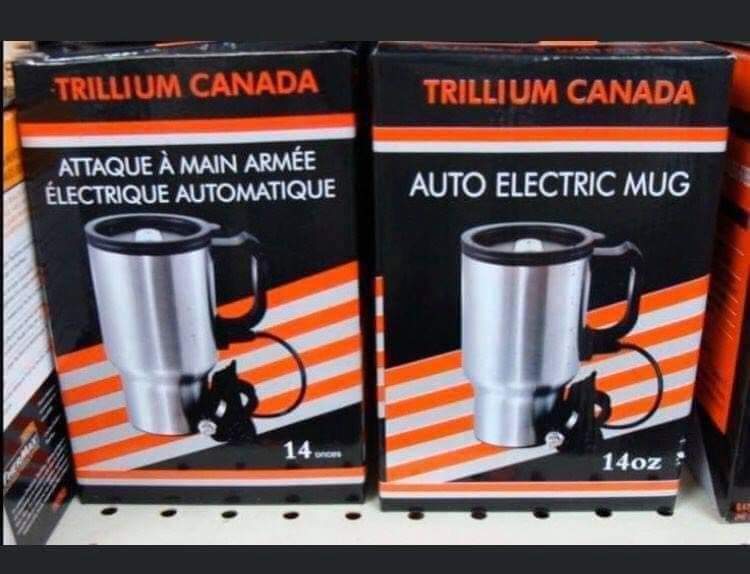 TRILLIUM CANADA
ATTAQUE À MAIN ARMÉE
ÉLECTRIQUE AUTOMATIQUE
14 onces
TRILLIUM CANADA
AUTO ELECTRIC MUG
14oz